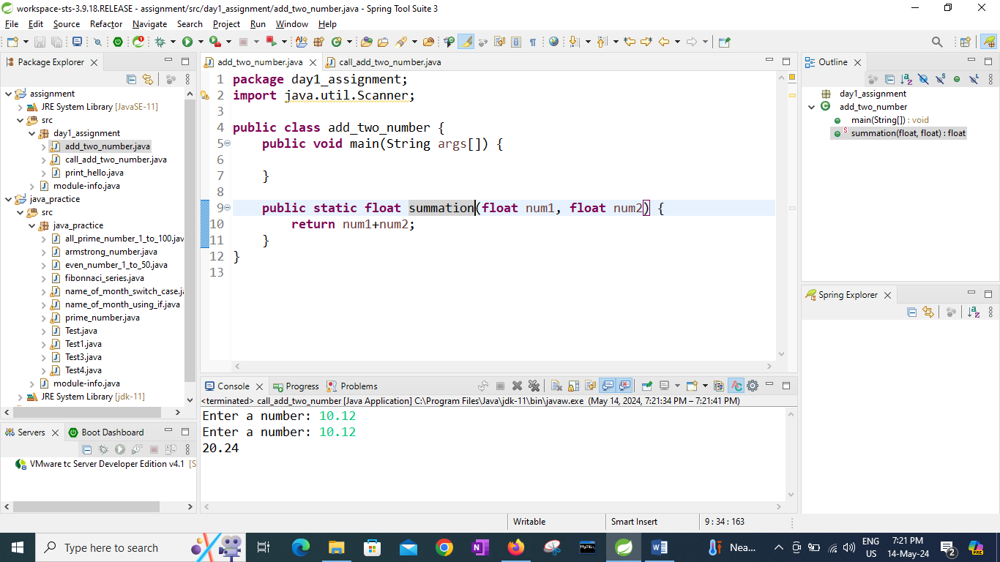 workspace-sts-3.9.18.RELEASE - assignment/src/day1_assignment/add_two_number.java - Spring Tool Suite 3
File Edit Source Refactor Navigate Search Project Run Window Help
Package Explorer
assignment
JRE System Library [JavaSE-11]
src
day1_assignment
add_two_number.java
call_add_two_number.java
print_hello.java
module-info.java
java_practice
src
java_practice
all_prime_number_1_to_100.jav
armstrong_number.java
even_number_1_to_50.java
fibonnaci_series.java
name_of_month_switch_case.ja
name_of_month_using_if.java
prime_number.java
Test.java
Test1.java
Test3.java
Test4.java
module-info.java
JRE System Library [jdk-11]
Servers Boot Dashboard
VMware tc Server Developer Edition v4.1 [S
add_two_number.java call_add_two_number.java
1 package day1_assignment;
2 import java.util.Scanner;
3
4 public class add_two_number {
5 public void main(String args[]) {
6
7 }
8
9 public static float summation(float num1, float num2) {
10 return num1+num2;
11 }
12 }
13
Console Progress Problems
<terminated> call_add_two_number [Java Application] C:\Program Files\Java\jdk-11\bin\javaw.exe (May 14, 2024, 7:21:34 PM – 7:21:41 PM)
Enter a number: 10.12
Enter a number: 10.12
20.24
Outline
day1_assignment
add_two_number
main(String[]) : void
summation(float, float) : float
Spring Explorer
Writable Smart Insert 9 : 34 : 163
Type here to search
Nea...
ENG
US
7:21 PM
14-May-24
2